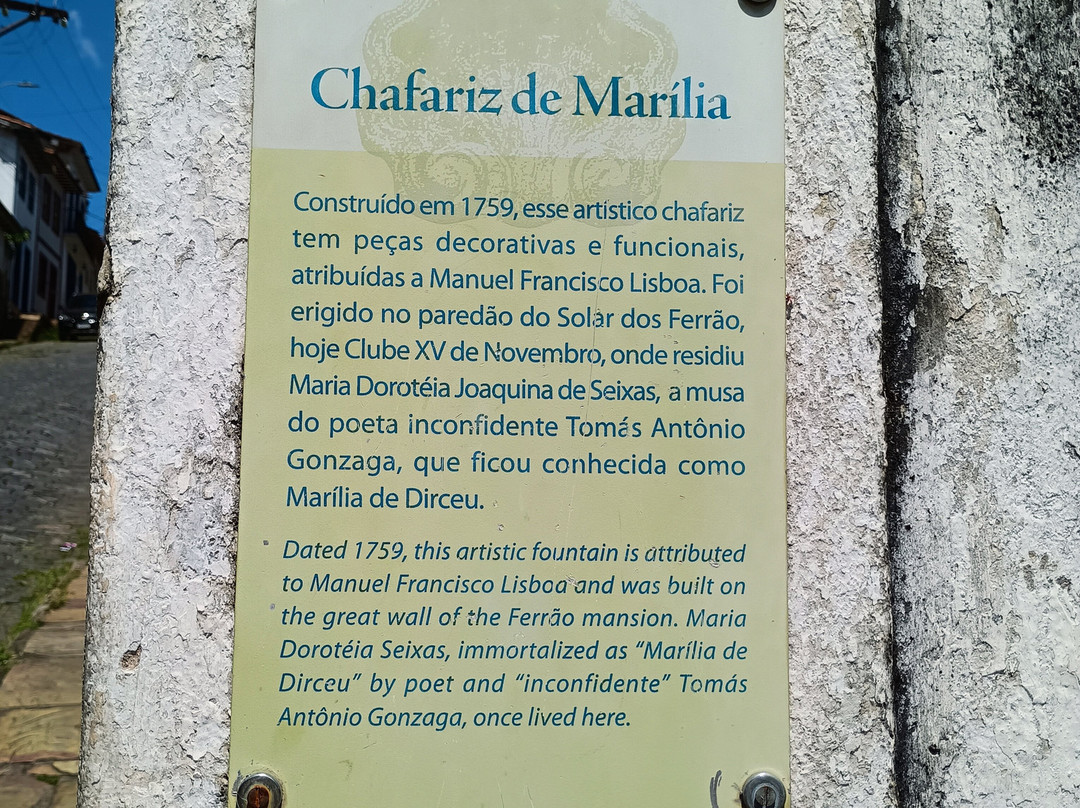 Chafariz de Marília
Construído em 1759, esse artístico chafariz
tem peças decorativas e funcionais,
atribuídas a Manuel Francisco Lisboa. Foi
erigido no paredão do Solar dos Ferrão,
hoje Clube XV de Novembro, onde residiu
Maria Dorotéia Joaquina de Seixas, a musa
do poeta inconfidente Tomás Antônio
Gonzaga, que ficou conhecida como
Marília de Dirceu.
Dated 1759, this artistic fountain is attributed
to Manuel Francisco Lisboa and was built on
the great wall of the Ferrão mansion. Maria
Dorotéia Seixas, immortalized as “Marília de
Dirceu” by poet and “inconfidente” Tomás
Antônio Gonzaga, once lived here.